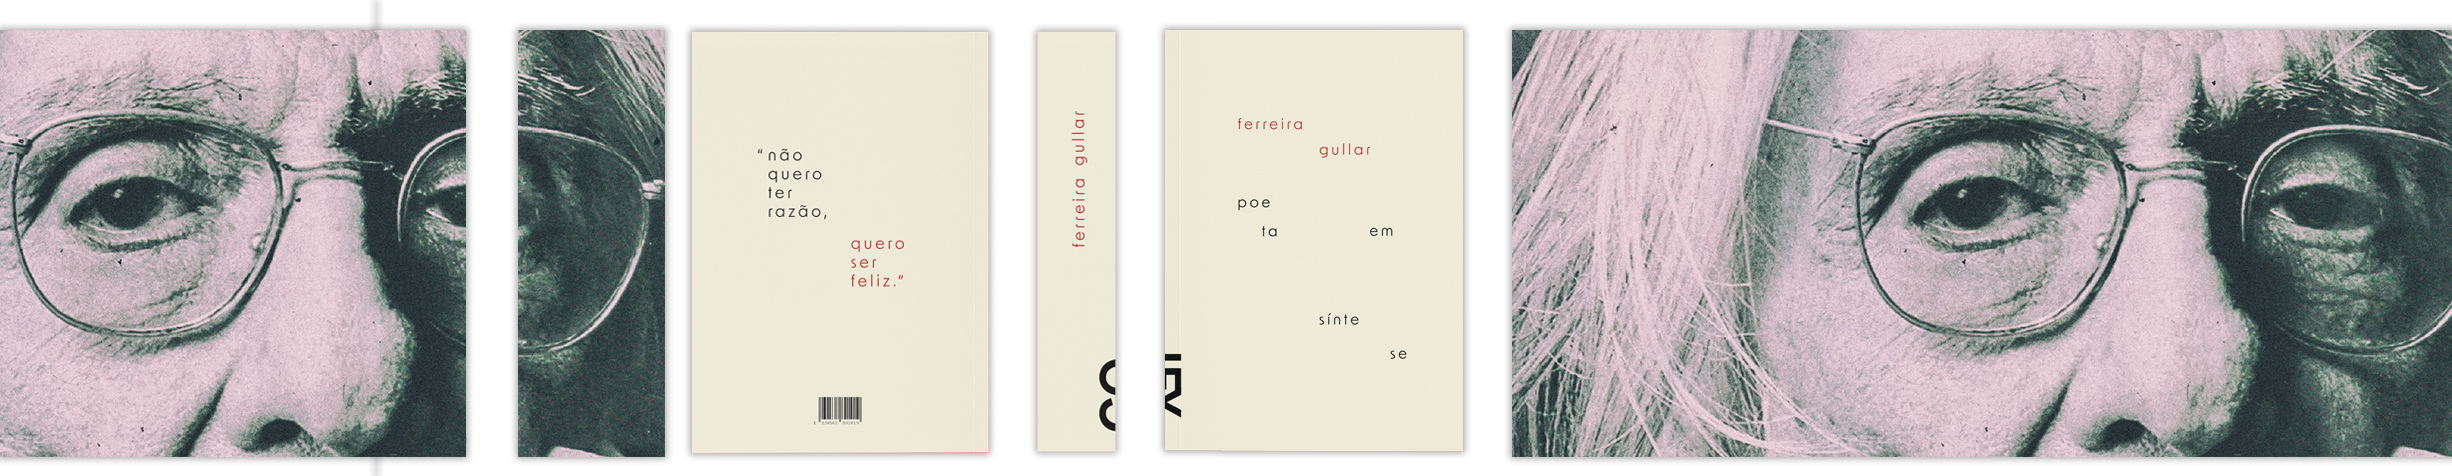 “não
quero
ter
razão,
quero
ser
feliz.”
ferreira gullar
ferreira
gullar
poe
ta em
sínte
se